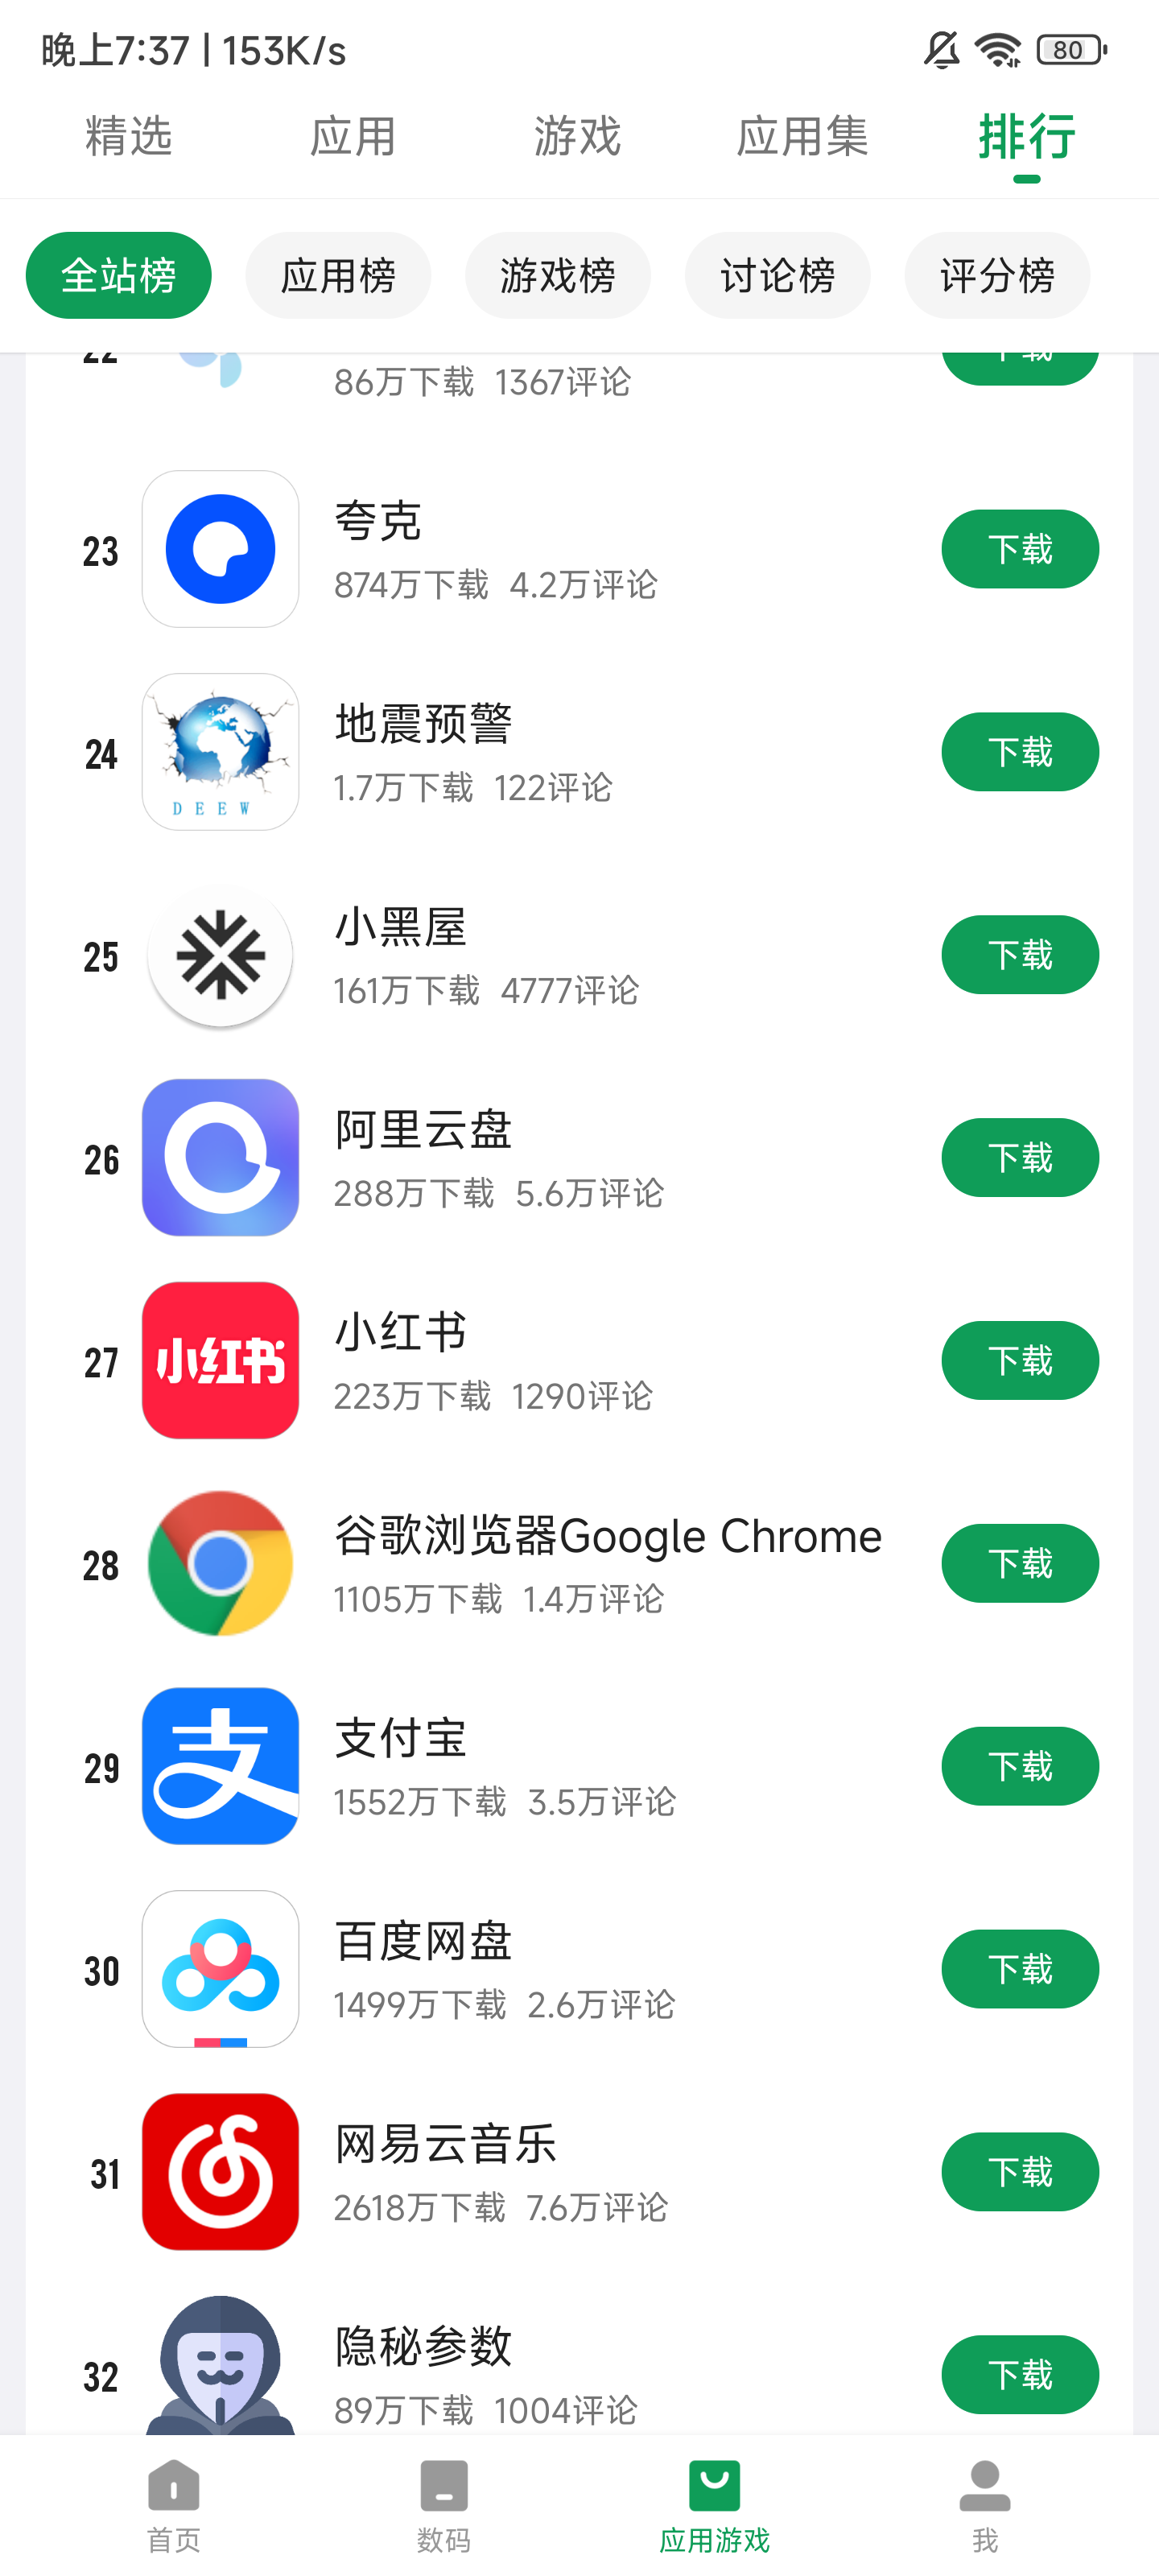 晚上7:37 | 153K/s
80
精选 应用 游戏 应用集 排行
全站榜 应用榜 游戏榜 讨论榜 评分榜
22
下载
86万下载 1367评论
夸克
23
下载
874万下载 4.2万评论
地震预警
24
下载
1.7万下载 122评论
DEEW
小黑屋
25
下载
161万下载 4777评论
阿里云盘
26
下载
288万下载 5.6万评论
小红书
27
小红书
下载
223万下载 1290评论
谷歌浏览器Google Chrome
28
下载
1105万下载 1.4万评论
支付宝
29
支
下载
1552万下载 3.5万评论
百度网盘
30
下载
1499万下载 2.6万评论
网易云音乐
31
下载
2618万下载 7.6万评论
隐秘参数
32
下载
89万下载 1004评论
首页 数码 应用游戏 我